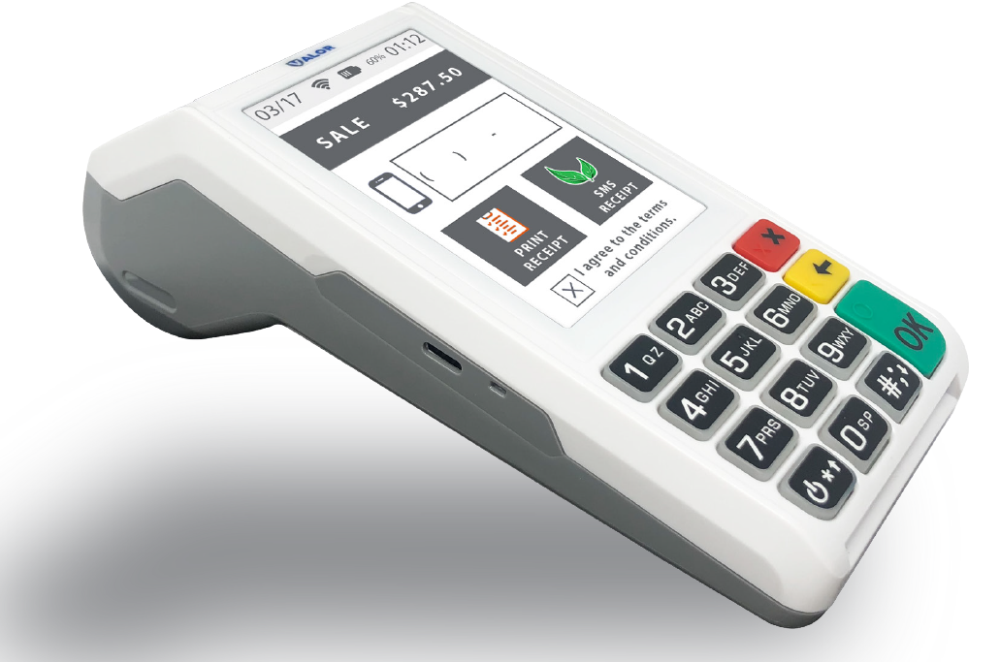 VALOR
03/17 60% 01:12
SALE $287.50
( ) -
PRINT
RECEIPT
SMS
RECEIPT
X I agree to the terms
and conditions.
X
1 QZ 2 ABC 3 DEF
4 GHI 5 JKL 6 MNO
7 PRS 8 TUV 9 WXY
* 0 SP #;
OK